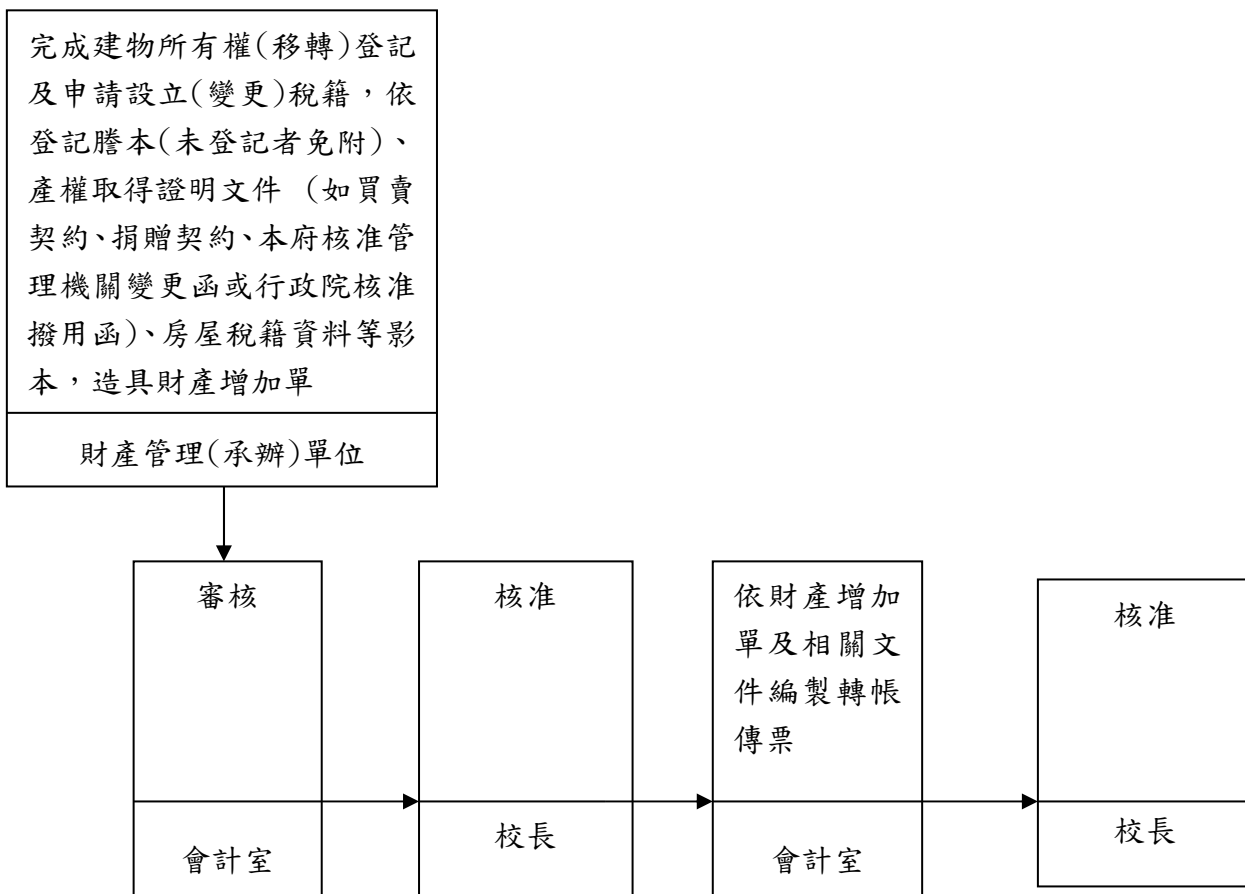 完成建物所有權(移轉)登記
及申請設立(變更)稅籍，依
登記謄本(未登記者免附)、
產權取得證明文件 (如買賣
契約、捐贈契約、本府核准管
理機關變更函或行政院核准
撥用函)、房屋稅籍資料等影
本，造具財產增加單
財產管理(承辦)單位
審核
會計室
核准
校長
依財產增加
單及相關文
件編製轉帳
傳票
會計室
核准
校長